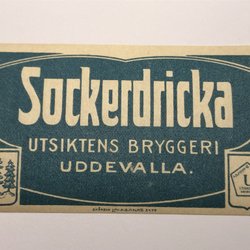 Sockerdricka
UTSIKTENS BRYGGERI
UDDEVALLA.